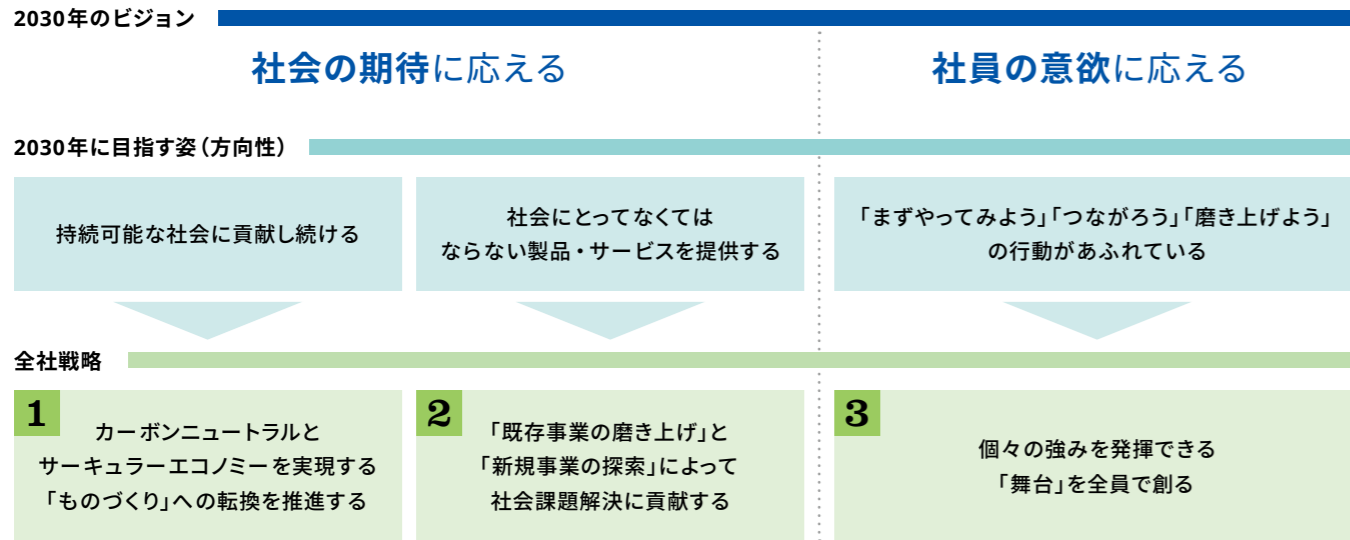 2030年のビジョン
社会の期待に応える
社員の意欲に応える
2030年に目指す姿（方向性）
持続可能な社会に貢献し続ける
社会にとってなくては
ならない製品・サービスを提供する
「まずやってみよう」「つながろう」「磨き上げよう」
の行動があふれている
全社戦略
1
カーボンニュートラルと
サーキュラーエコノミーを実現する
「ものづくり」への転換を推進する
2
「既存事業の磨き上げ」と
「新規事業の探索」によって
社会課題解決に貢献する
3
個々の強みを発揮できる
「舞台」を全員で創る